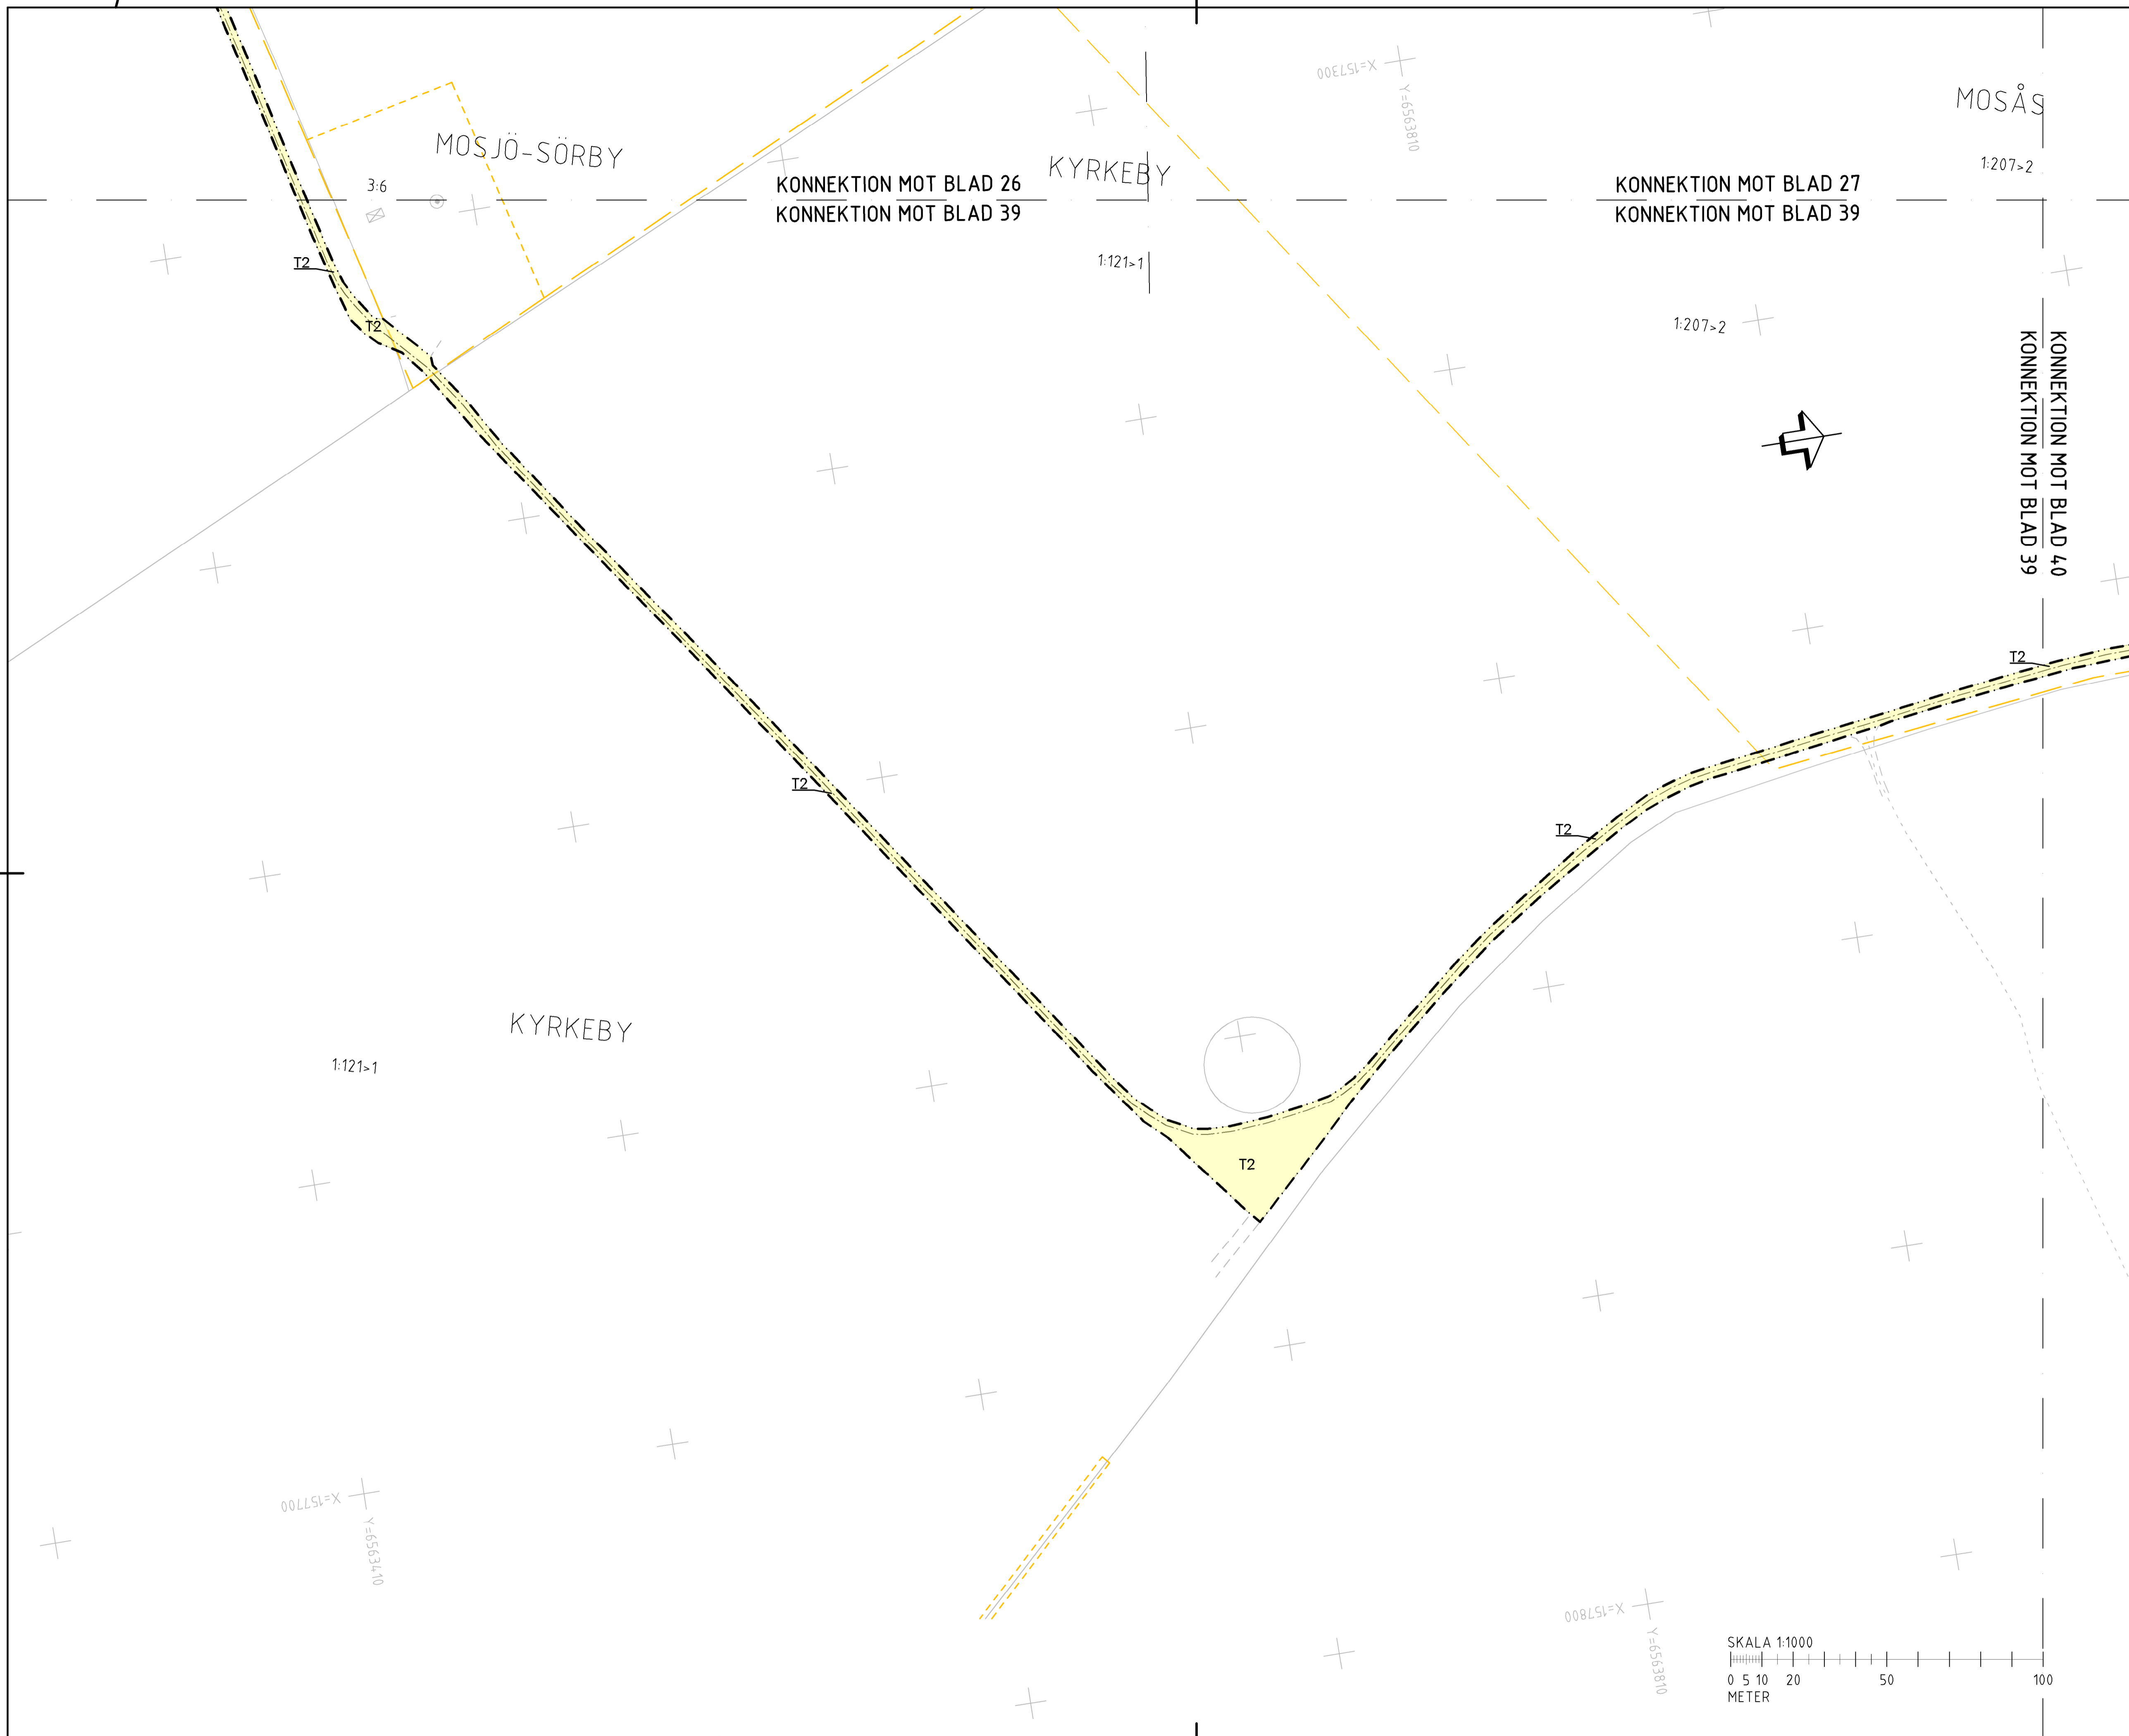 X=157300
Y=6563810
MOSÅS
1:207>2
MOSJÖ-SÖRBY
3:6
KYRKEBY
KONNEKTION MOT BLAD 26
KONNEKTION MOT BLAD 39
KONNEKTION MOT BLAD 27
KONNEKTION MOT BLAD 39
1:121>1
T2
T2
1:207>2
KONNEKTION MOT BLAD 40
KONNEKTION MOT BLAD 39
T2
T2
T2
KYRKEBY
1:121>1
T2
X=157700
Y=6563410
X=157800
Y=6563810
SKALA 1:1000
0 5 10 20 50 100
METER